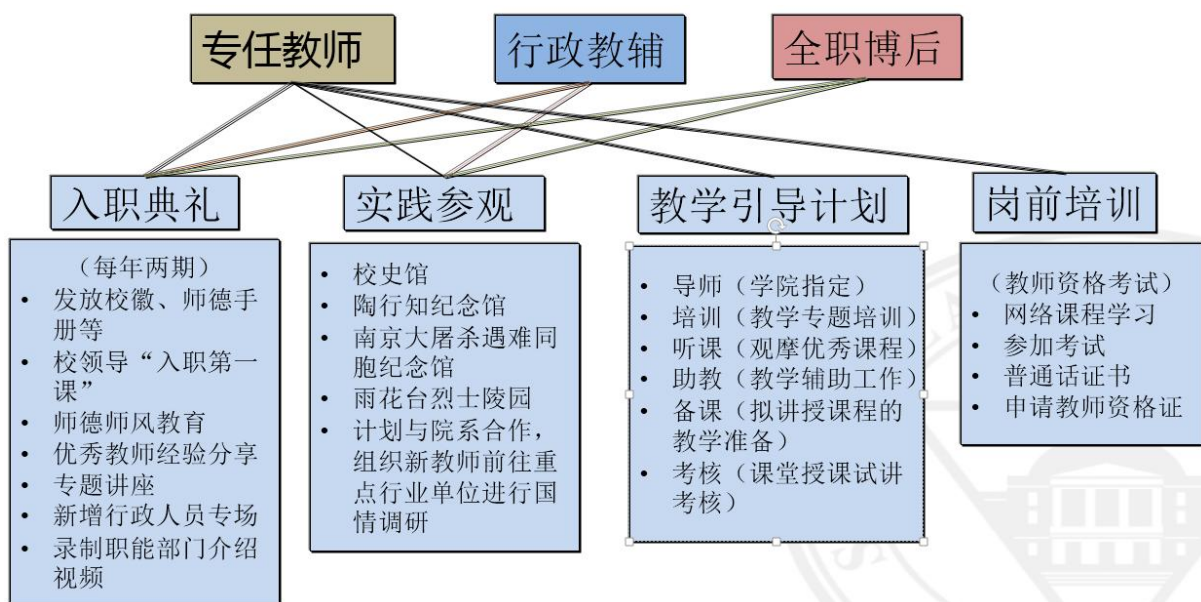 专任教师
行政教辅
全职博后
入职典礼
（每年两期）
• 发放校徽、师德手
册等
• 校领导“入职第一
课”
• 师德师风教育
• 优秀教师经验分享
• 专题讲座
• 新增行政人员专场
• 录制职能部门介绍
视频
实践参观
• 校史馆
• 陶行知纪念馆
• 南京大屠杀遇难同
胞纪念馆
• 雨花台烈士陵园
• 计划与院系合作，
组织新教师前往重
点行业单位进行国
情调研
教学引导计划
• 导师（学院指定）
• 培训（教学专题培训）
• 听课（观摩优秀课程）
• 助教（教学辅助工作）
• 备课（拟讲授课程的
教学准备）
• 考核（课堂授课试讲
考核）
岗前培训
（教师资格考试）
• 网络课程学习
• 参加考试
• 普通话证书
• 申请教师资格证